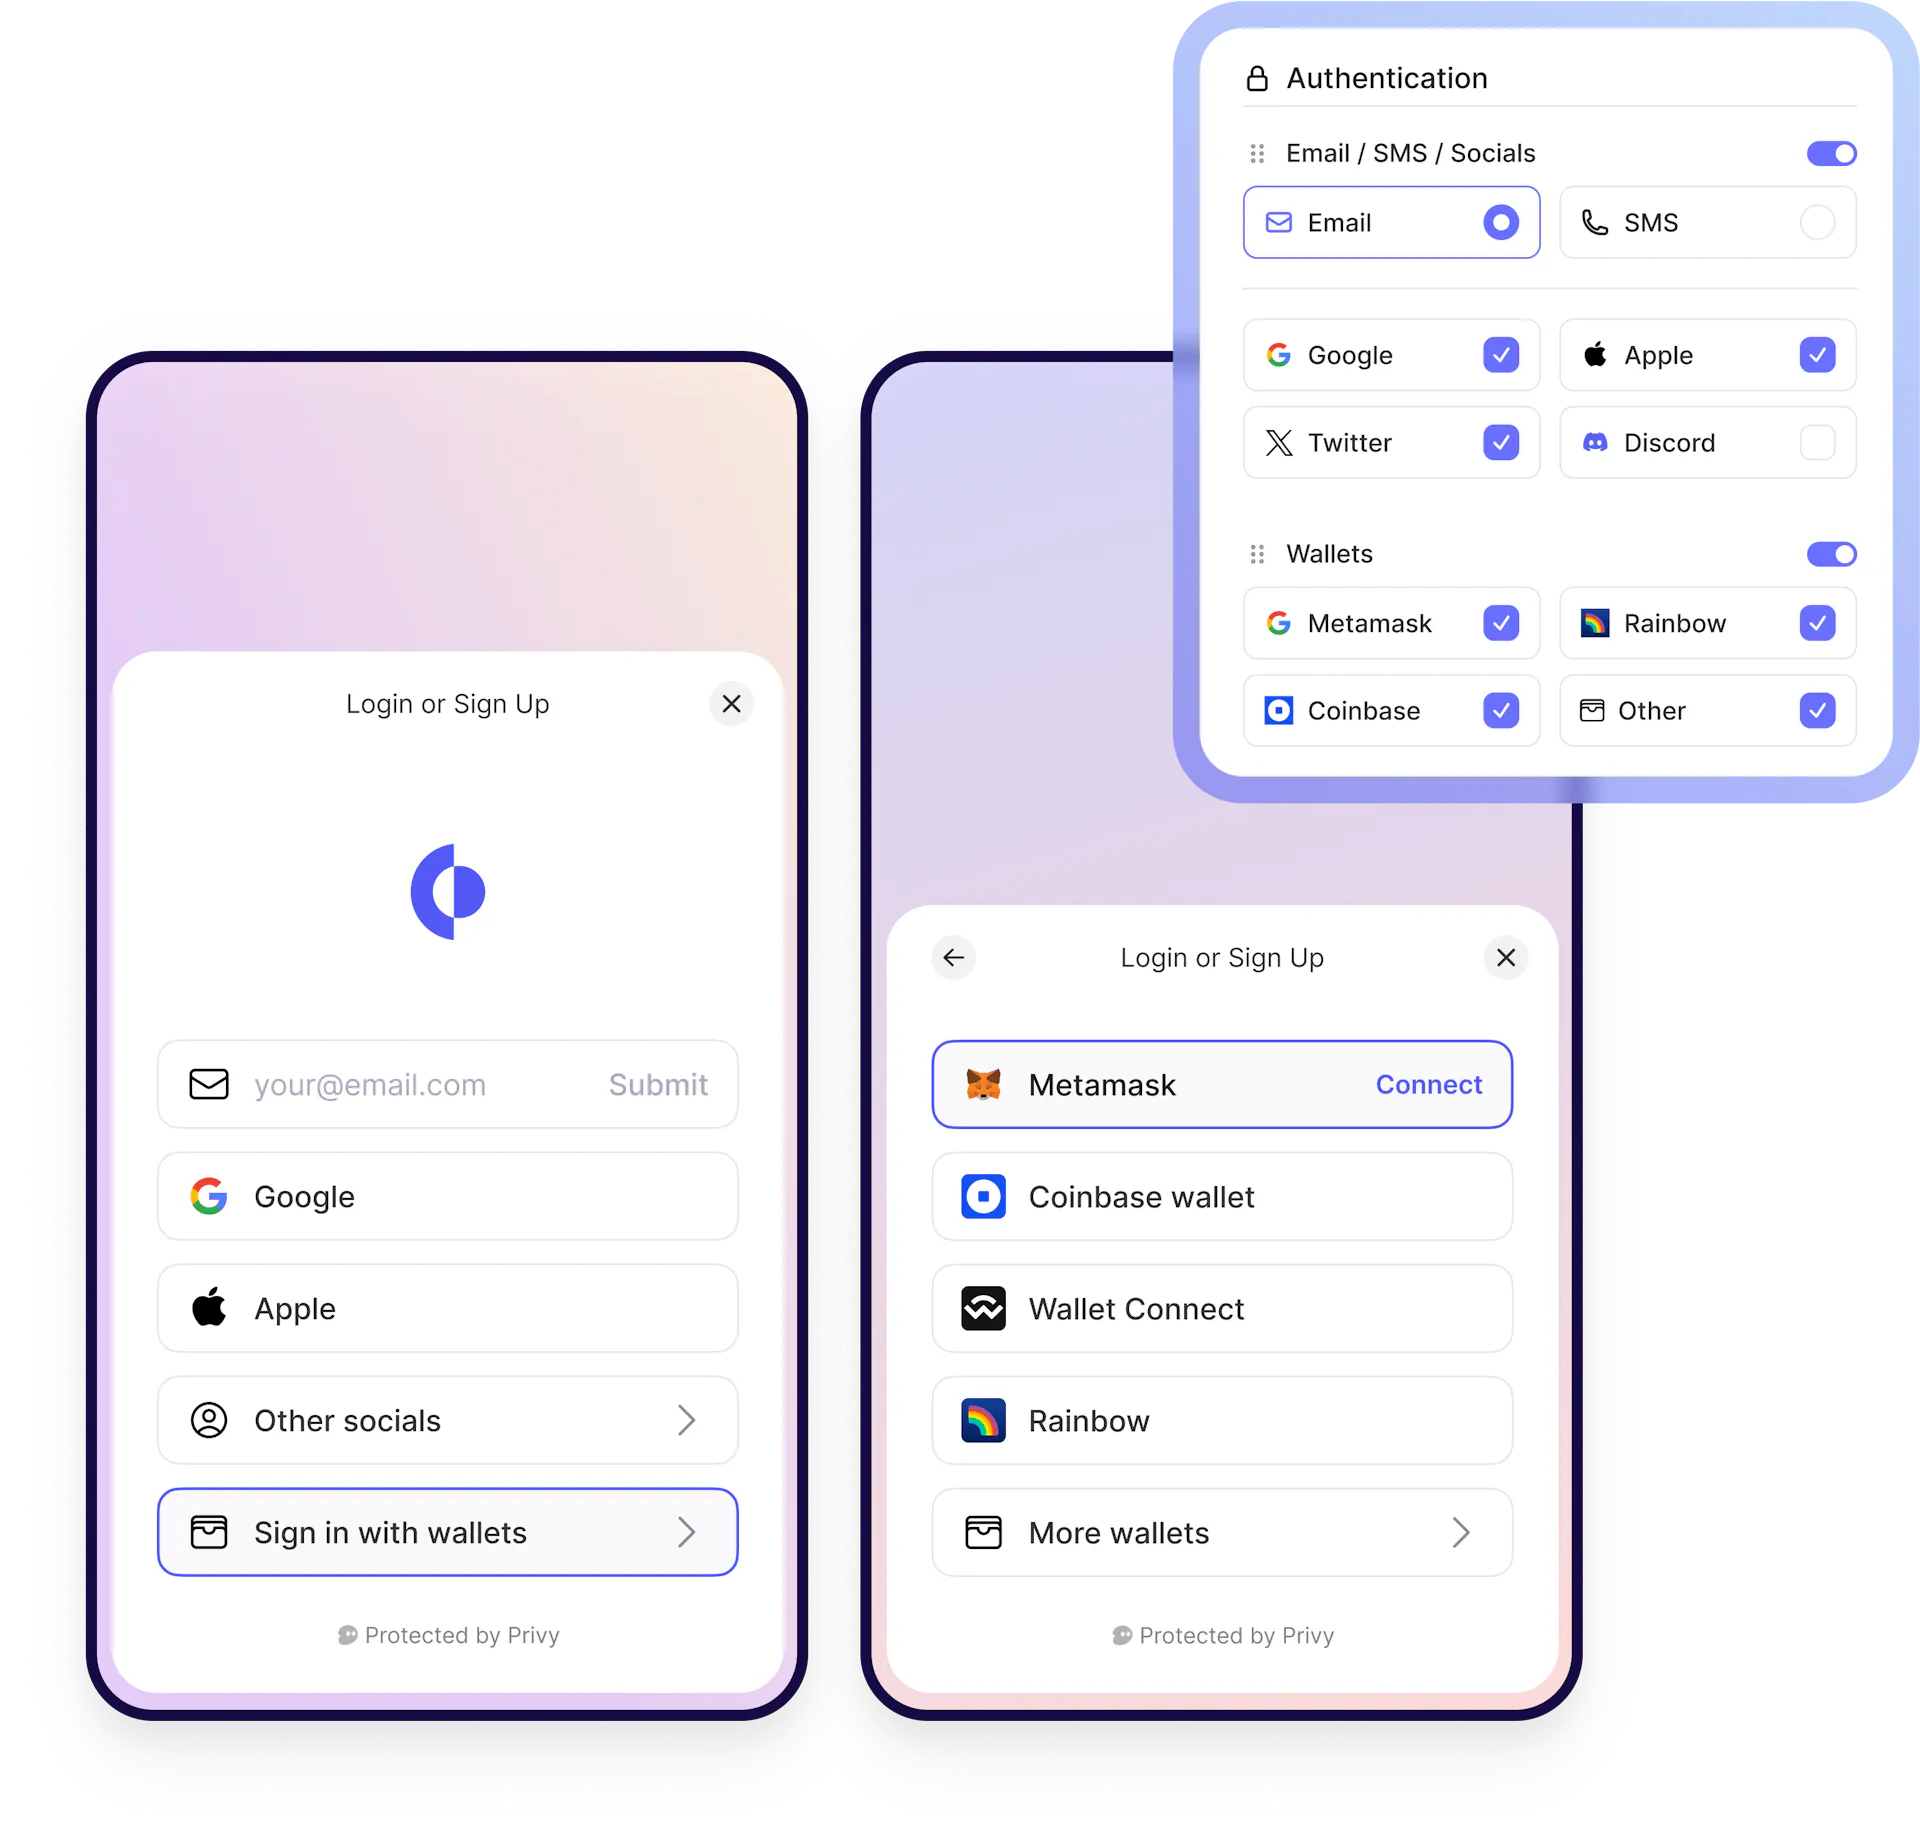 Authentication
Email / SMS / Socials
Email
SMS
Google
Apple
Twitter
Discord
Wallets
Metamask
Rainbow
Coinbase
Other
Login or Sign Up
your@email.com
Submit
Google
Apple
Other socials
Sign in with wallets
Protected by Privy
Login or Sign Up
Metamask
Connect
Coinbase wallet
Wallet Connect
Rainbow
More wallets
Protected by Privy